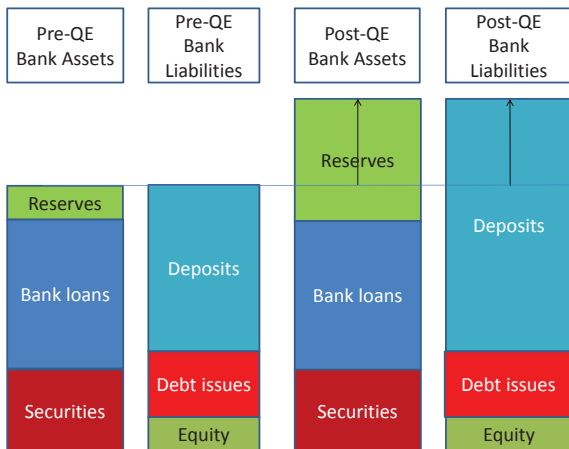 Pre-QE
Bank Assets
Pre-QE
Bank
Liabilities
Post-QE
Bank Assets
Post-QE
Bank
Liabilities
Reserves
Bank loans
Securities
Deposits
Debt issues
Equity
Reserves
Bank loans
Securities
Deposits
Debt issues
Equity